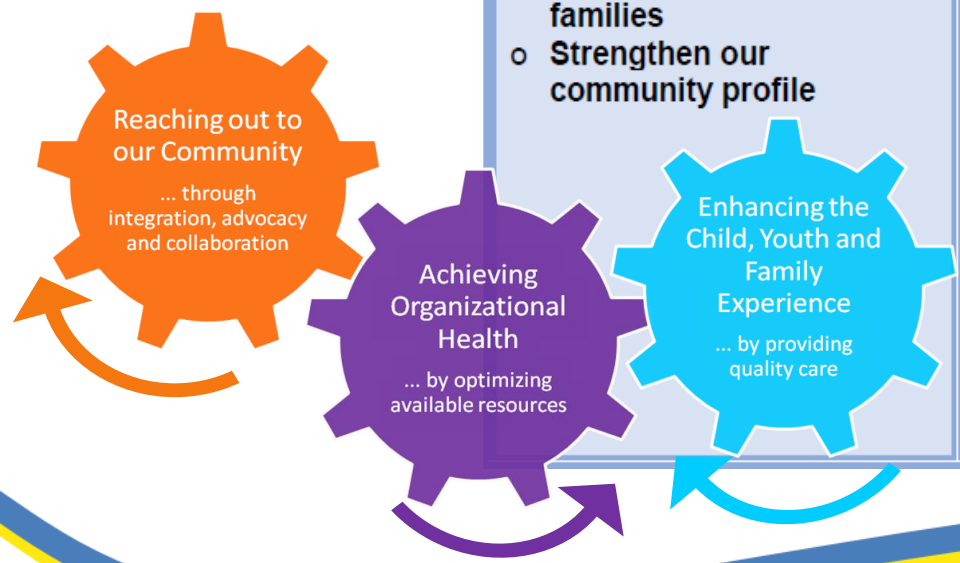 families
o Strengthen our
community profile
Reaching out to
our Community
... through
integration, advocacy
and collaboration
Achieving
Organizational
Health
... by optimizing
available resources
Enhancing the
Child, Youth and
Family
Experience
... by providing
quality care